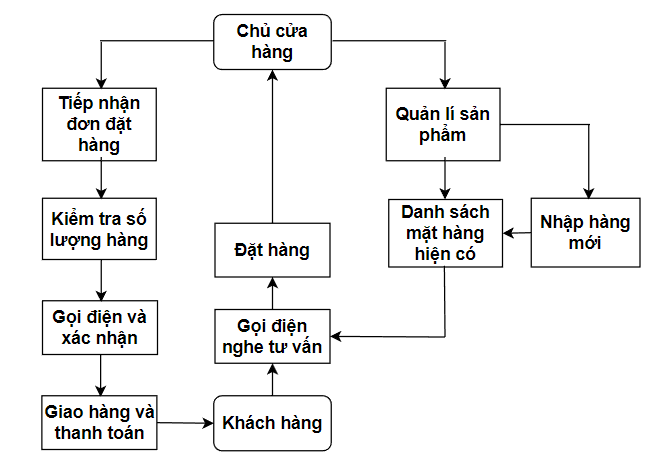 Chủ cửa
hàng
Tiếp nhận
đơn đặt
hàng
Quản lí sản
phẩm
Kiểm tra số
lượng hàng
Danh sách
mặt hàng
hiện có
Nhập hàng
mới
Đặt hàng
Gọi điện và
xác nhận
Gọi điện
nghe tư vấn
Giao hàng và
thanh toán
Khách hàng